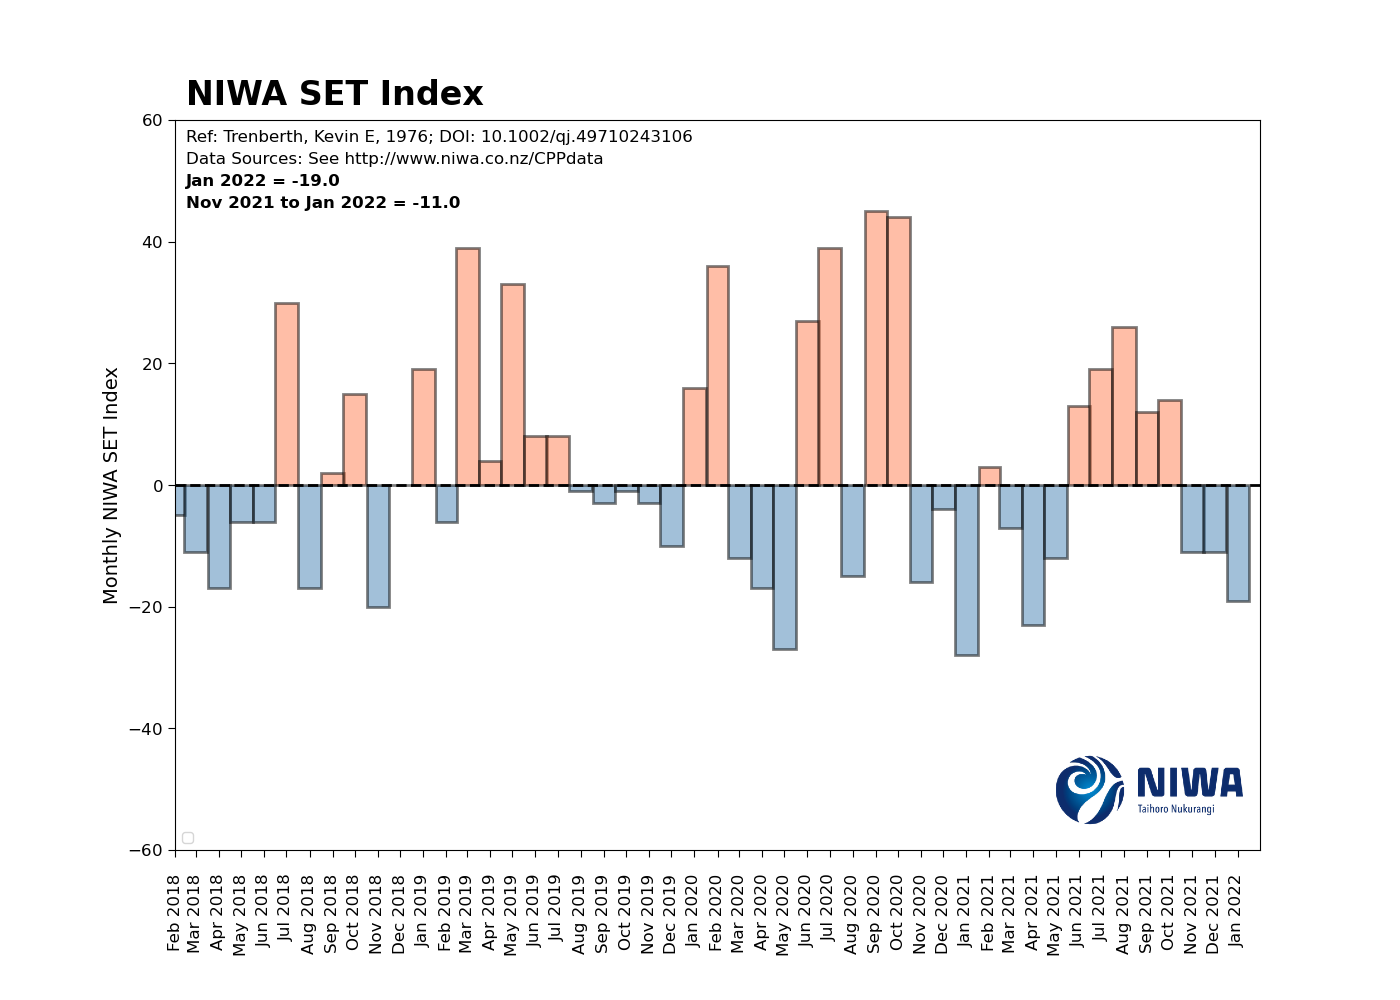 NIWA SET Index
Ref: Trenberth, Kevin E, 1976; DOI: 10.1002/qj.49710243106
Data Sources: See http://www.niwa.co.nz/CPPdata
Jan 2022 = -19.0
Nov 2021 to Jan 2022 = -11.0
Monthly NIWA SET Index
60
40
20
0
−20
−40
−60
NIWA
Taihoro Nukurangi
Feb 2018
Mar 2018
Apr 2018
May 2018
Jun 2018
Jul 2018
Aug 2018
Sep 2018
Oct 2018
Nov 2018
Dec 2018
Jan 2019
Feb 2019
Mar 2019
Apr 2019
May 2019
Jun 2019
Jul 2019
Aug 2019
Sep 2019
Oct 2019
Nov 2019
Dec 2019
Jan 2020
Feb 2020
Mar 2020
Apr 2020
May 2020
Jun 2020
Jul 2020
Aug 2020
Sep 2020
Oct 2020
Nov 2020
Dec 2020
Jan 2021
Feb 2021
Mar 2021
Apr 2021
May 2021
Jun 2021
Jul 2021
Aug 2021
Sep 2021
Oct 2021
Nov 2021
Dec 2021
Jan 2022